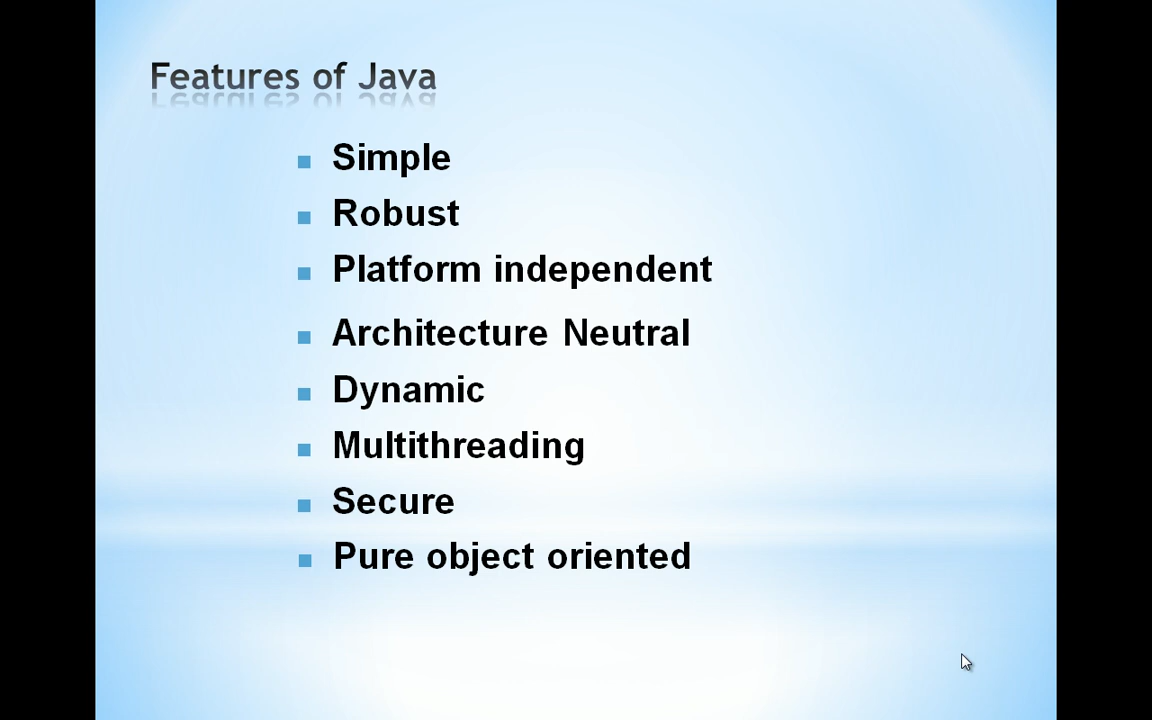 Features of Java
Simple
Robust
Platform independent
Architecture Neutral
Dynamic
Multithreading
Secure
Pure object oriented